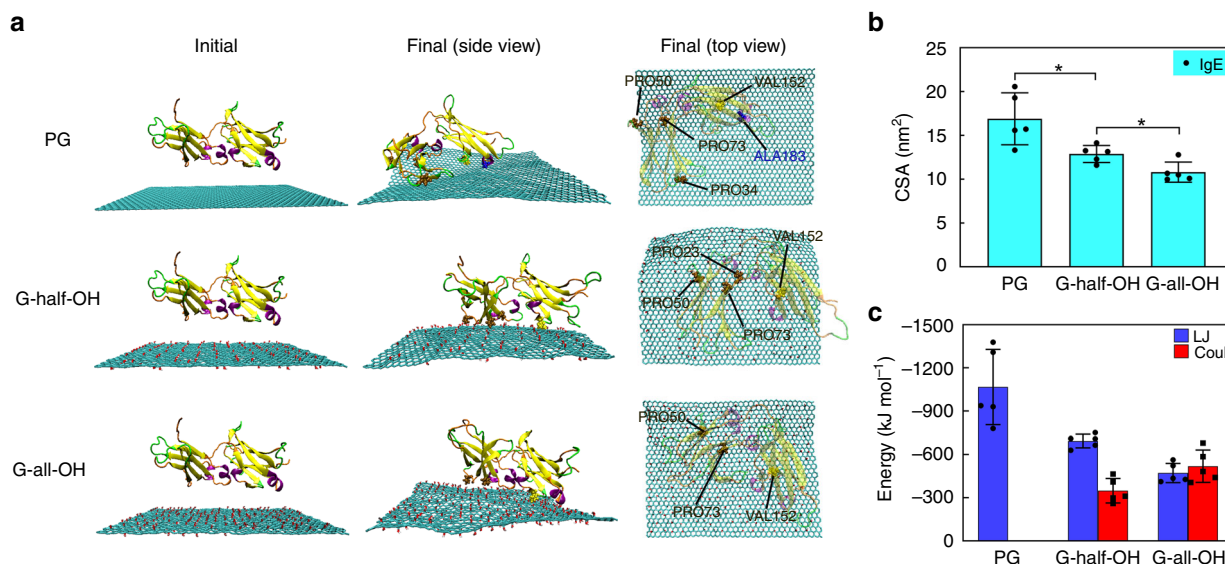 a
Initial
Final (side view)
Final (top view)
PG
PRO50
VAL152
PRO73
ALA183
PRO34
G-half-OH
PRO23
VAL152
PRO50
PRO73
G-all-OH
PRO50
PRO73
VAL152
b
25
20
15
10
5
0
CSA (nm²)
IgE
*
*
PG
G-half-OH
G-all-OH
c
–1500
–1200
–900
–600
–300
0
Energy (kJ mol⁻¹)
LJ
Coul
PG
G-half-OH
G-all-OH